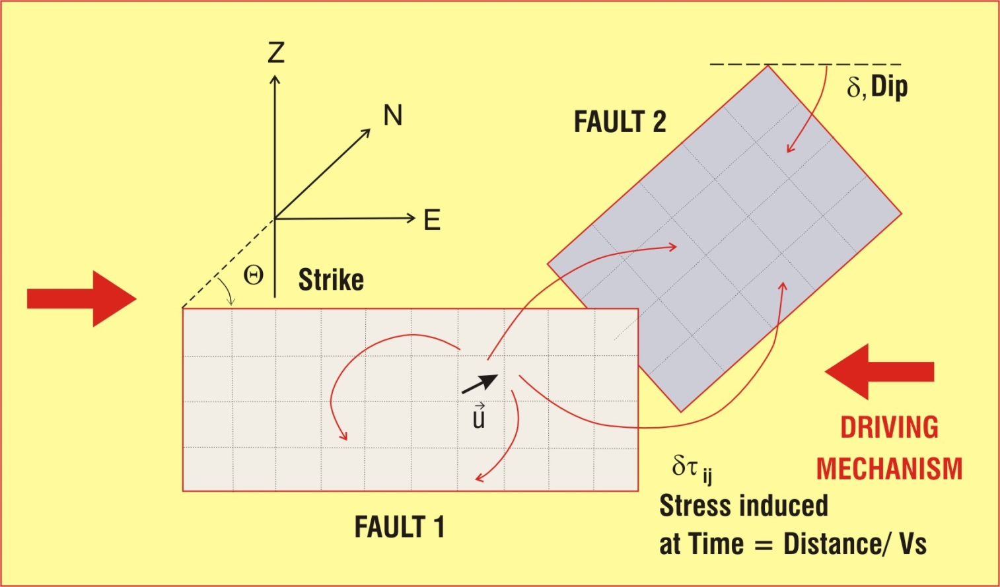 Z
N
E
Θ
Strike
FAULT 2
δ, Dip
u⃗
FAULT 1
DRIVING
MECHANISM
δτ ij
Stress induced
at Time = Distance/ Vs